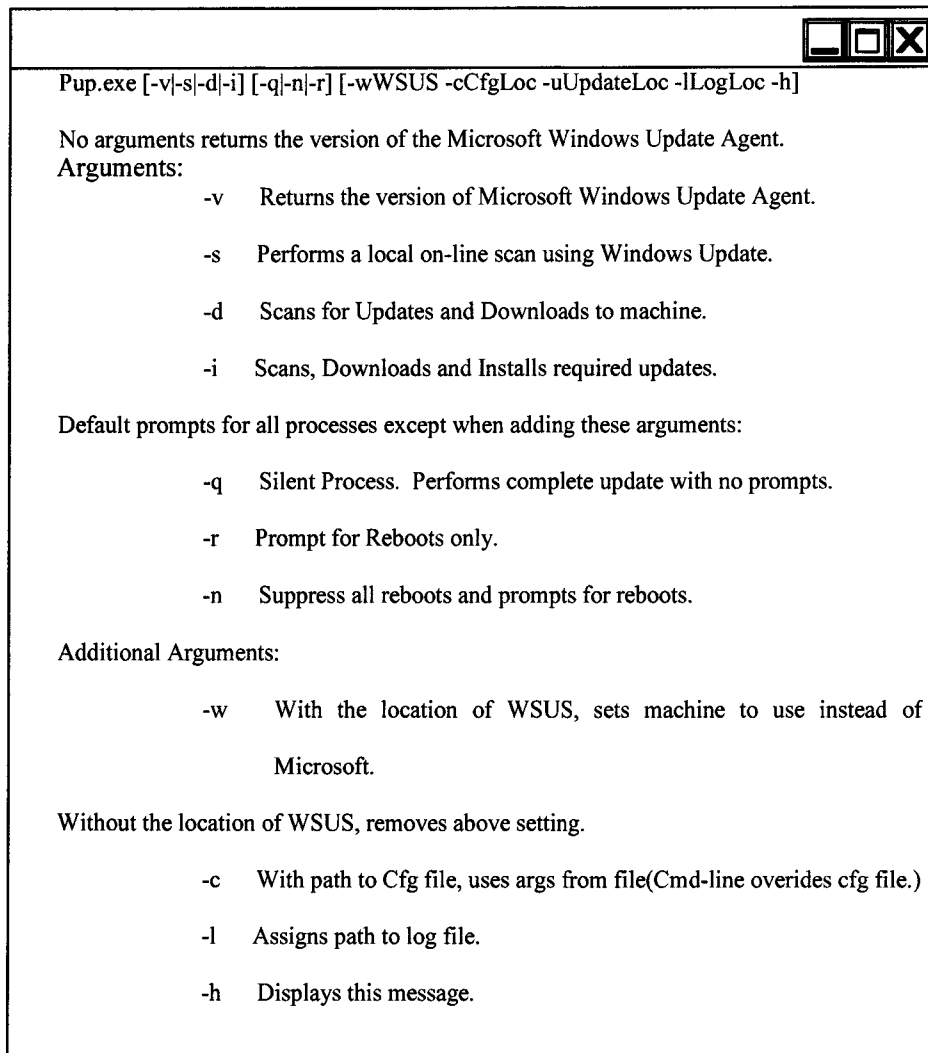 Pup.exe [-v|-s|-d|-i] [-q|-n|-r] [-wWSUS -cCfgLoc -uUpdateLoc -lLogLoc -h]
No arguments returns the version of the Microsoft Windows Update Agent.
Arguments:
-v Returns the version of Microsoft Windows Update Agent.
-s Performs a local on-line scan using Windows Update.
-d Scans for Updates and Downloads to machine.
-i Scans, Downloads and Installs required updates.
Default prompts for all processes except when adding these arguments:
-q Silent Process. Performs complete update with no prompts.
-r Prompt for Reboots only.
-n Suppress all reboots and prompts for reboots.
Additional Arguments:
-w With the location of WSUS, sets machine to use instead of
Microsoft.
Without the location of WSUS, removes above setting.
-c With path to Cfg file, uses args from file(Cmd-line overides cfg file.)
-l Assigns path to log file.
-h Displays this message.